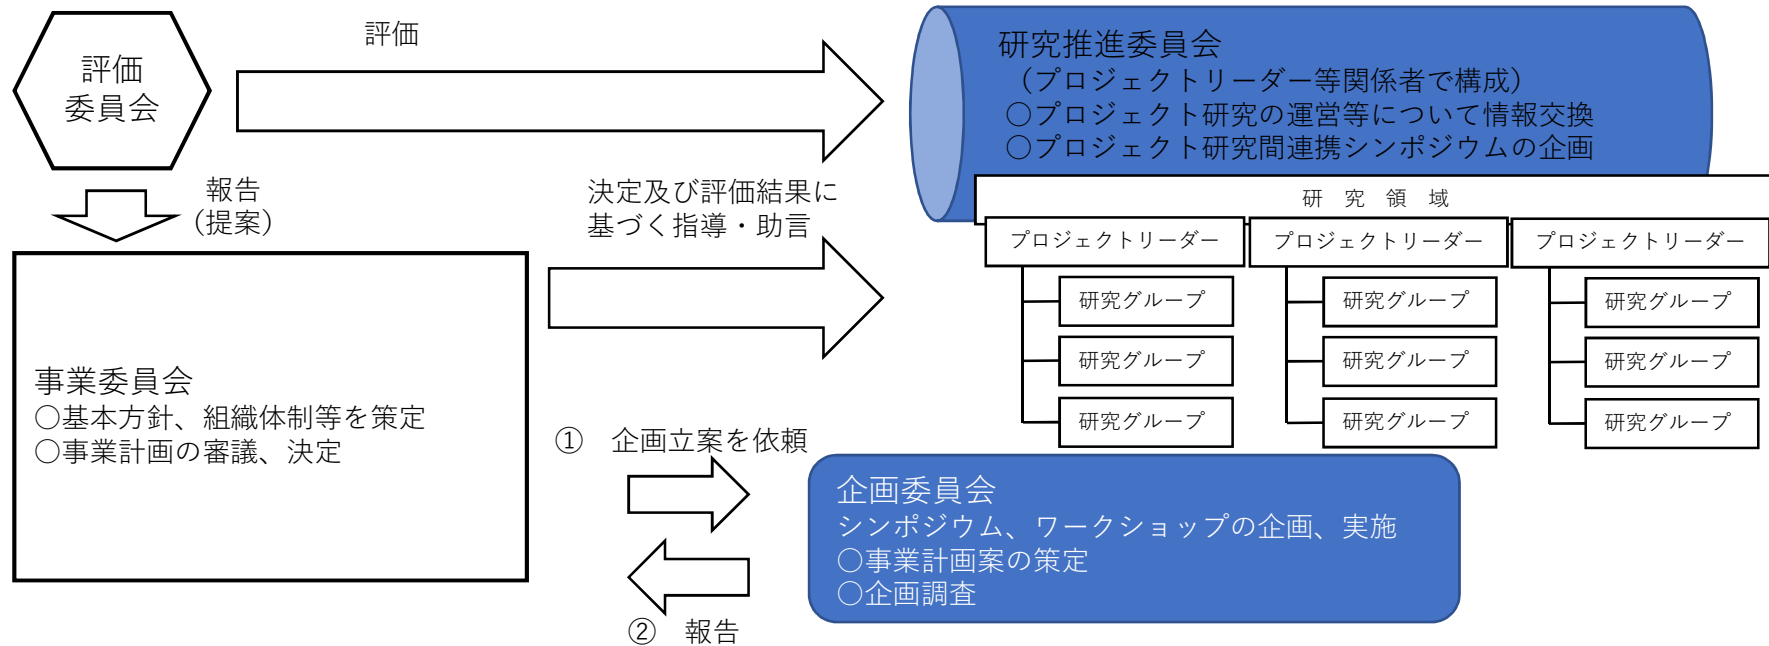 評価
委員会
評価
研究推進委員会
（プロジェクトリーダー等関係者で構成）
○プロジェクト研究の運営等について情報交換
○プロジェクト研究間連携シンポジウムの企画
報告
(提案)
決定及び評価結果に
基づく指導・助言
研　究　領　域
プロジェクトリーダー
プロジェクトリーダー
プロジェクトリーダー
研究グループ
研究グループ
研究グループ
研究グループ
研究グループ
研究グループ
研究グループ
研究グループ
研究グループ
事業委員会
○基本方針、組織体制等を策定
○事業計画の審議、決定
①　企画立案を依頼
企画委員会
シンポジウム、ワークショップの企画、実施
○事業計画案の策定
○企画調査
②　報告